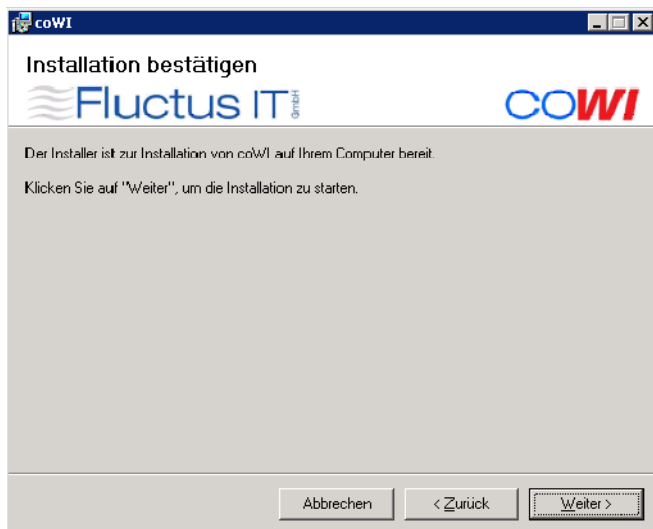 coWI
Installation bestätigen
Fluctus IT GmbH
COWI
Der Installer ist zur Installation von coWI auf Ihrem Computer bereit.
Klicken Sie auf "Weiter", um die Installation zu starten.
Abbrechen
< Zurück
Weiter >